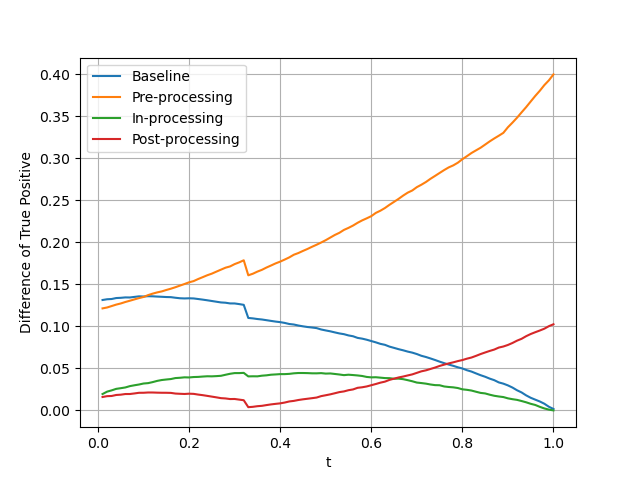 Baseline
Pre-processing
In-processing
Post-processing
Difference of True Positive
0.40
0.35
0.30
0.25
0.20
0.15
0.10
0.05
0.00
0.0 0.2 0.4 0.6 0.8 1.0
t